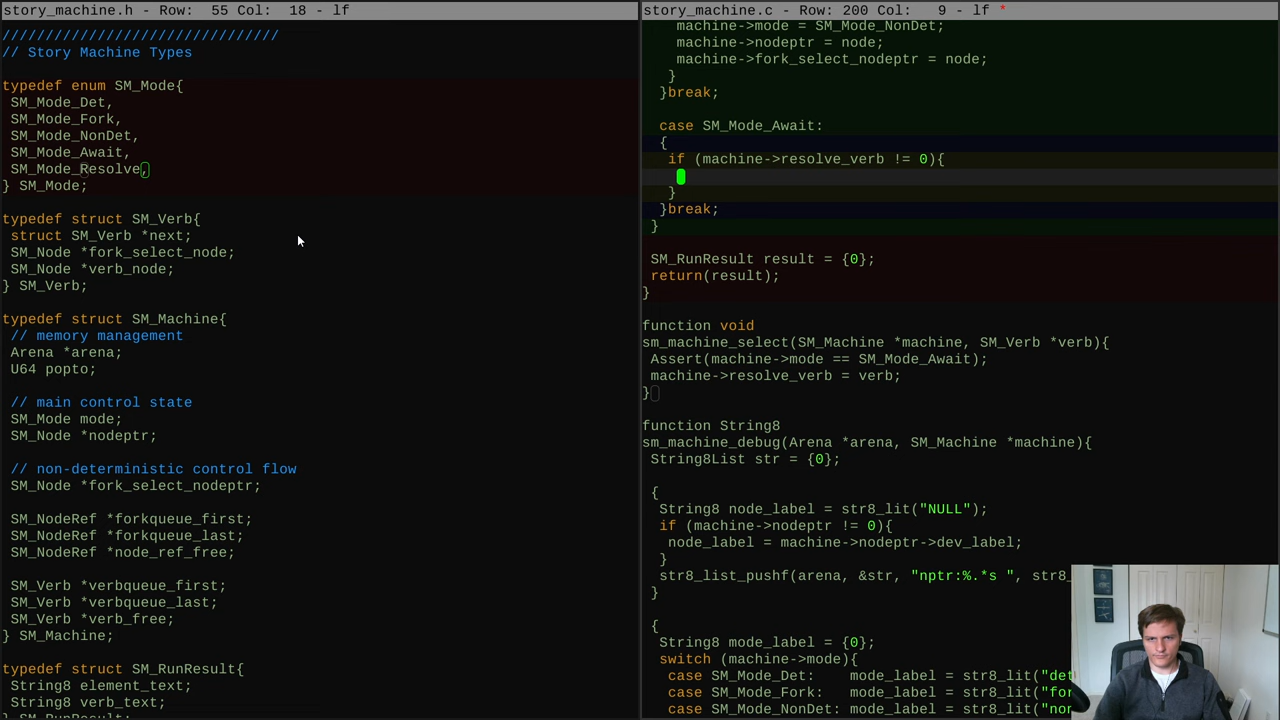 story_machine.h - Row:  55 Col:  18 - lf
////////////////////////////////
// Story Machine Types
typedef enum SM_Mode{
 SM_Mode_Det,
 SM_Mode_Fork,
 SM_Mode_NonDet,
 SM_Mode_Await,
 SM_Mode_Resolve,
} SM_Mode;
typedef struct SM_Verb{
 struct SM_Verb *next;
 SM_Node *fork_select_node;
 SM_Node *verb_node;
} SM_Verb;
typedef struct SM_Machine{
 // memory management
 Arena *arena;
 U64 popto;
 // main control state
 SM_Mode mode;
 SM_Node *nodeptr;
 // non-deterministic control flow
 SM_Node *fork_select_nodeptr;
 SM_NodeRef *forkqueue_first;
 SM_NodeRef *forkqueue_last;
 SM_NodeRef *node_ref_free;
 SM_Verb *verbqueue_first;
 SM_Verb *verbqueue_last;
 SM_Verb *verb_free;
} SM_Machine;
typedef struct SM_RunResult{
 String8 element_text;
 String8 verb_text;
} SM_RunResult;
story_machine.c - Row: 200 Col:   9 - lf *
    machine->mode = SM_Mode_NonDet;
    machine->nodeptr = node;
    machine->fork_select_nodeptr = node;
   }
  }break;
  case SM_Mode_Await:
  {
   if (machine->resolve_verb != 0){
   }
  }break;
 }
 SM_RunResult result = {0};
 return(result);
}
function void
sm_machine_select(SM_Machine *machine, SM_Verb *verb){
 Assert(machine->mode == SM_Mode_Await);
 machine->resolve_verb = verb;
}
function String8
sm_machine_debug(Arena *arena, SM_Machine *machine){
 String8List str = {0};
 {
  String8 node_label = str8_lit("NULL");
  if (machine->nodeptr != 0){
   node_label = machine->nodeptr->dev_label;
  }
  str8_list_pushf(arena, &str, "nptr:%.*s ", str8_
 }
 {
  String8 mode_label = {0};
  switch (machine->mode){
   case SM_Mode_Det:    mode_label = str8_lit("det
   case SM_Mode_Fork:   mode_label = str8_lit("for
   case SM_Mode_NonDet: mode_label = str8_lit("non